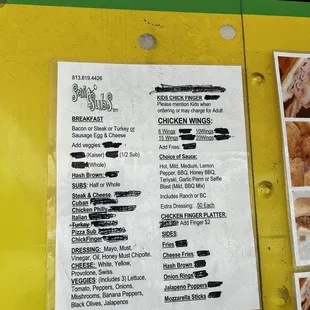 813.819.4426
Sam's
Subs
BREAKFAST
Bacon or Steak or Turkey or
Sausage Egg & Cheese
Add veggies:
(Kaiser) (1/2 Sub)
Hash Brown:
SUBS: Half or Whole
Steak & Cheese
Cuban
Chicken Philly
Italian
Turkey
Pizza Sub
ChickFinger
DRESSING: Mayo, Must,
Vinegar, Oil, Honey Must Chipotle.
CHEESE: White, Yellow,
Provolone, Swiss
VEGGIES: (Includes 3) Lettuce,
Tomato, Peppers, Onions,
Mishrooms, Banana Peppers,
Black Olives, Jalapenos
KIDS CHICK FINGER
Please mention Kids when
ordering or may charge for Adult
CHICKEN WINGS:
6 Wings 10Wings
15 Wings 20Wings
Add Fries:
Choice of Sauce:
Hot, Mild, Medium, Lemon
Pepper, BBQ, Honey BBQ,
Teriyaki, Garlic Parm or Selfie
Blast (Mild, BBQ Mix)
Includes Ranch or BC
Extra Dressing: .50 Each
CHICKEN FINGER PLATTER
Add Finger $2
SIDES:
Fries
Cheese Fries
Hash Brown
Onion Rings
Jalapeno Poppers
Mozzarella Sticks